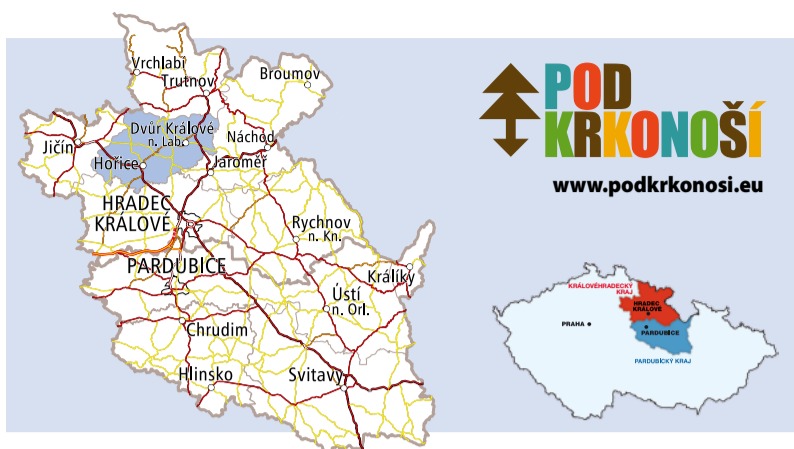 Vrchlabí
Trutnov
Broumov
Dvůr Králové
n. Lab.
Náchod
Jičín
Hořice
Jaroměř
HRADEC
KRÁLOVÉ
Rychnov
n. Kn.
PARDUBICE
Králíky
Ústí
n. Orl.
Chrudim
Hlinsko
Svitavy
POD
KRKONOŠÍ
www.podkrkonosi.eu
KRÁLOVÉHRADECKÝ
KRAJ
HRADEC
KRÁLOVÉ
PRAHA
PARDUBICE
PARDUBICKÝ KRAJ